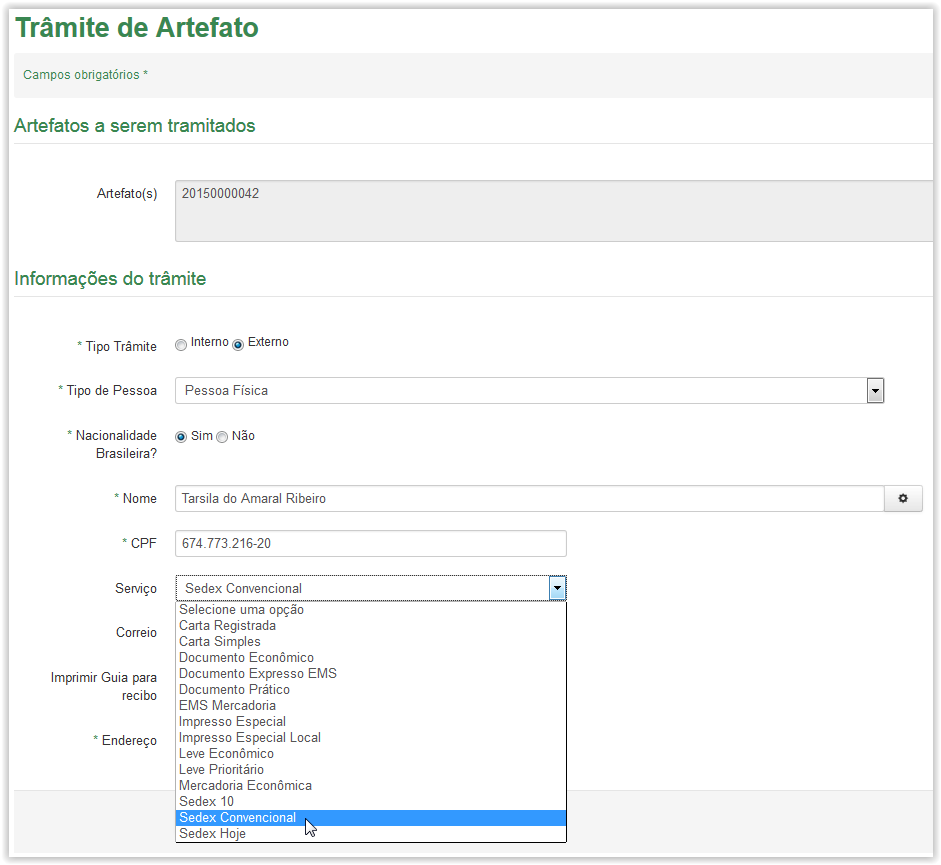 Trâmite de Artefato
Campos obrigatórios *
Artefatos a serem tramitados
Artefato(s)
20150000042
Informações do trâmite
* Tipo Trâmite
Interno Externo
* Tipo de Pessoa
Pessoa Física
* Nacionalidade
Brasileira?
Sim Não
* Nome
Tarsila do Amaral Ribeiro
* CPF
674.773.216-20
Serviço
Sedex Convencional
Selecione uma opção
Carta Registrada
Carta Simples
Documento Econômico
Documento Expresso EMS
Documento Prático
EMS Mercadoria
Impresso Especial
Impresso Especial Local
Leve Econômico
Leve Prioritário
Mercadoria Econômica
Sedex 10
Sedex Convencional
Sedex Hoje
Correio
Imprimir Guia para
recibo
* Endereço